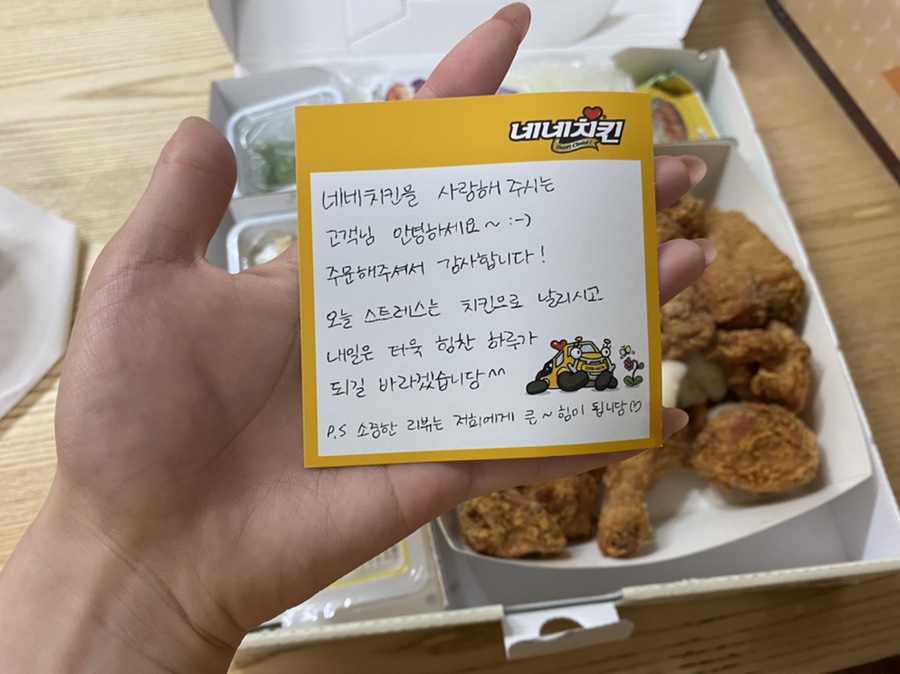 네네치킨
Happy Choice!
네네치킨을 사랑해 주시는
고객님 안녕하세요~ :-)
주문해주셔서 감사합니다!
오늘 스트레스는 치킨으로 날리시고
내일은 더욱 힘찬 하루가
되길 바라겠습니당^^
P.S 소중한 리뷰는 저희에게 큰~힘이 됩니당♡